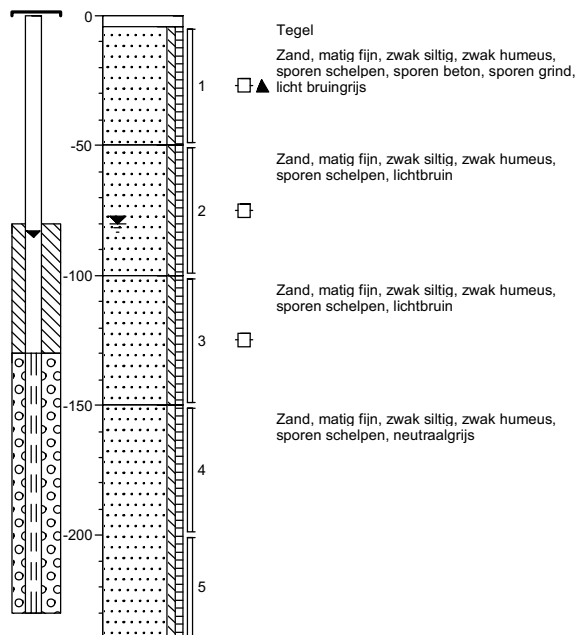 0
Tegel
Zand, matig fijn, zwak siltig, zwak humeus,
sporen schelpen, sporen beton, sporen grind,
licht bruingrijs
1
-50
Zand, matig fijn, zwak siltig, zwak humeus,
sporen schelpen, lichtbruin
2
-100
Zand, matig fijn, zwak siltig, zwak humeus,
sporen schelpen, lichtbruin
3
-150
Zand, matig fijn, zwak siltig, zwak humeus,
sporen schelpen, neutraalgrijs
4
-200
5